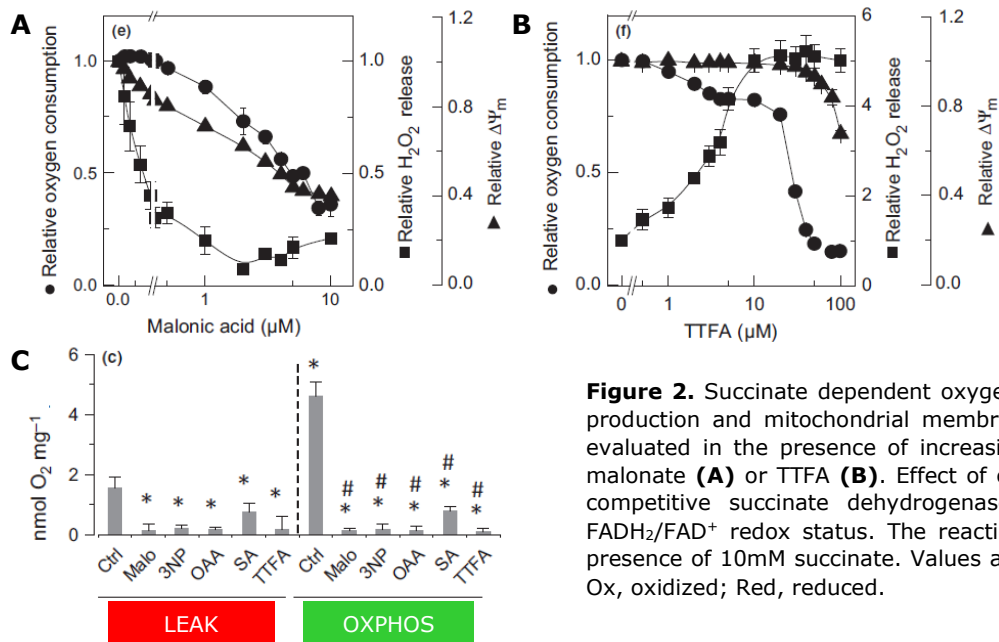 A
(e)
● Relative oxygen consumption
1.0
0.5
0.0
0.0
1
10
Malonic acid (µM)
1.0
0.5
0.0
■ Relative H₂O₂ release
1.2
0.8
0.4
0.0
▲ Relative ΔΨm
B
(f)
● Relative oxygen consumption
1.0
0.5
0.0
0
1
10
100
TTFA (µM)
6
5
4
3
2
1
0
■ Relative H₂O₂ release
1.2
0.8
0.4
0.0
▲ Relative ΔΨm
C
(c)
nmol O₂ mg⁻¹
6
4
2
0
* * * * *
* # * # * # * # * # *
Ctrl Malo 3NP OAA SA TTFA Ctrl Malo 3NP OAA SA TTFA
LEAK OXPHOS
Figure 2. Succinate dependent oxyge
production and mitochondrial membr
evaluated in the presence of increasi
malonate (A) or TTFA (B). Effect of
competitive succinate dehydrogenas
FADH₂/FAD⁺ redox status. The reacti
presence of 10mM succinate. Values a
Ox, oxidized; Red, reduced.